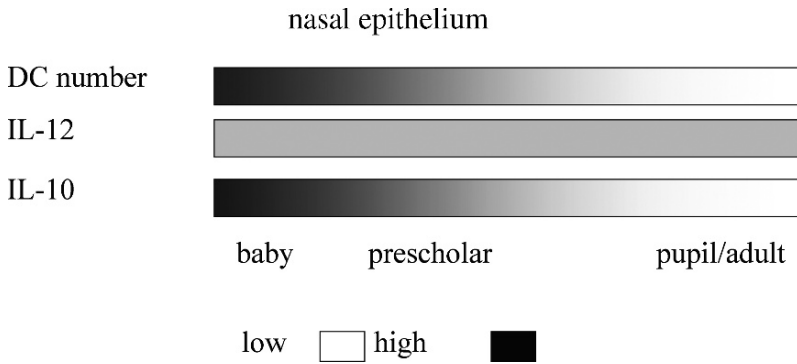 nasal epithelium
DC number
IL-12
IL-10
baby prescholar pupil/adult
low high